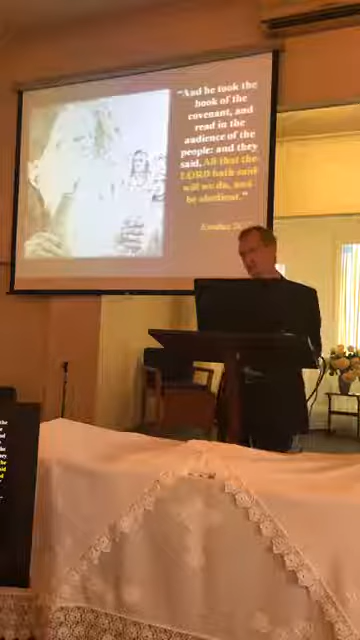 "And he took the
book of the
covenant, and
read in the
audience of the
people: and they
said, All that the
LORD hath said
will we do, and
be obedient."
Exodus